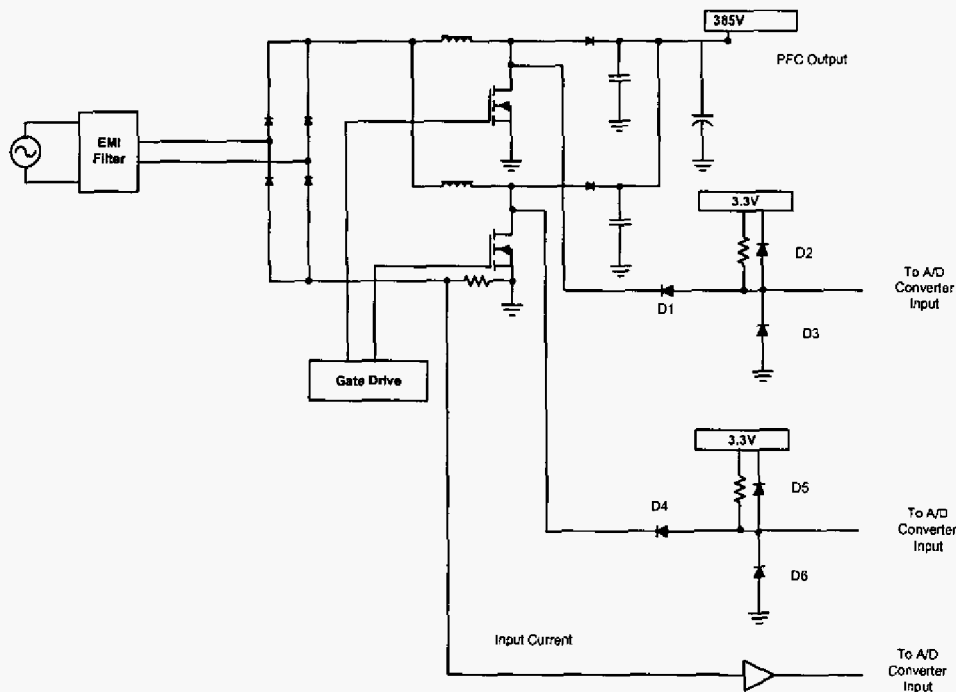 385V
PFC Output
EMI
Filter
3.3V
D2
To A/D
Converter
Input
D1
D3
Gate Drive
3.3V
D5
D4
To A/D
Converter
Input
D6
Input Current
To A/D
Converter
Input